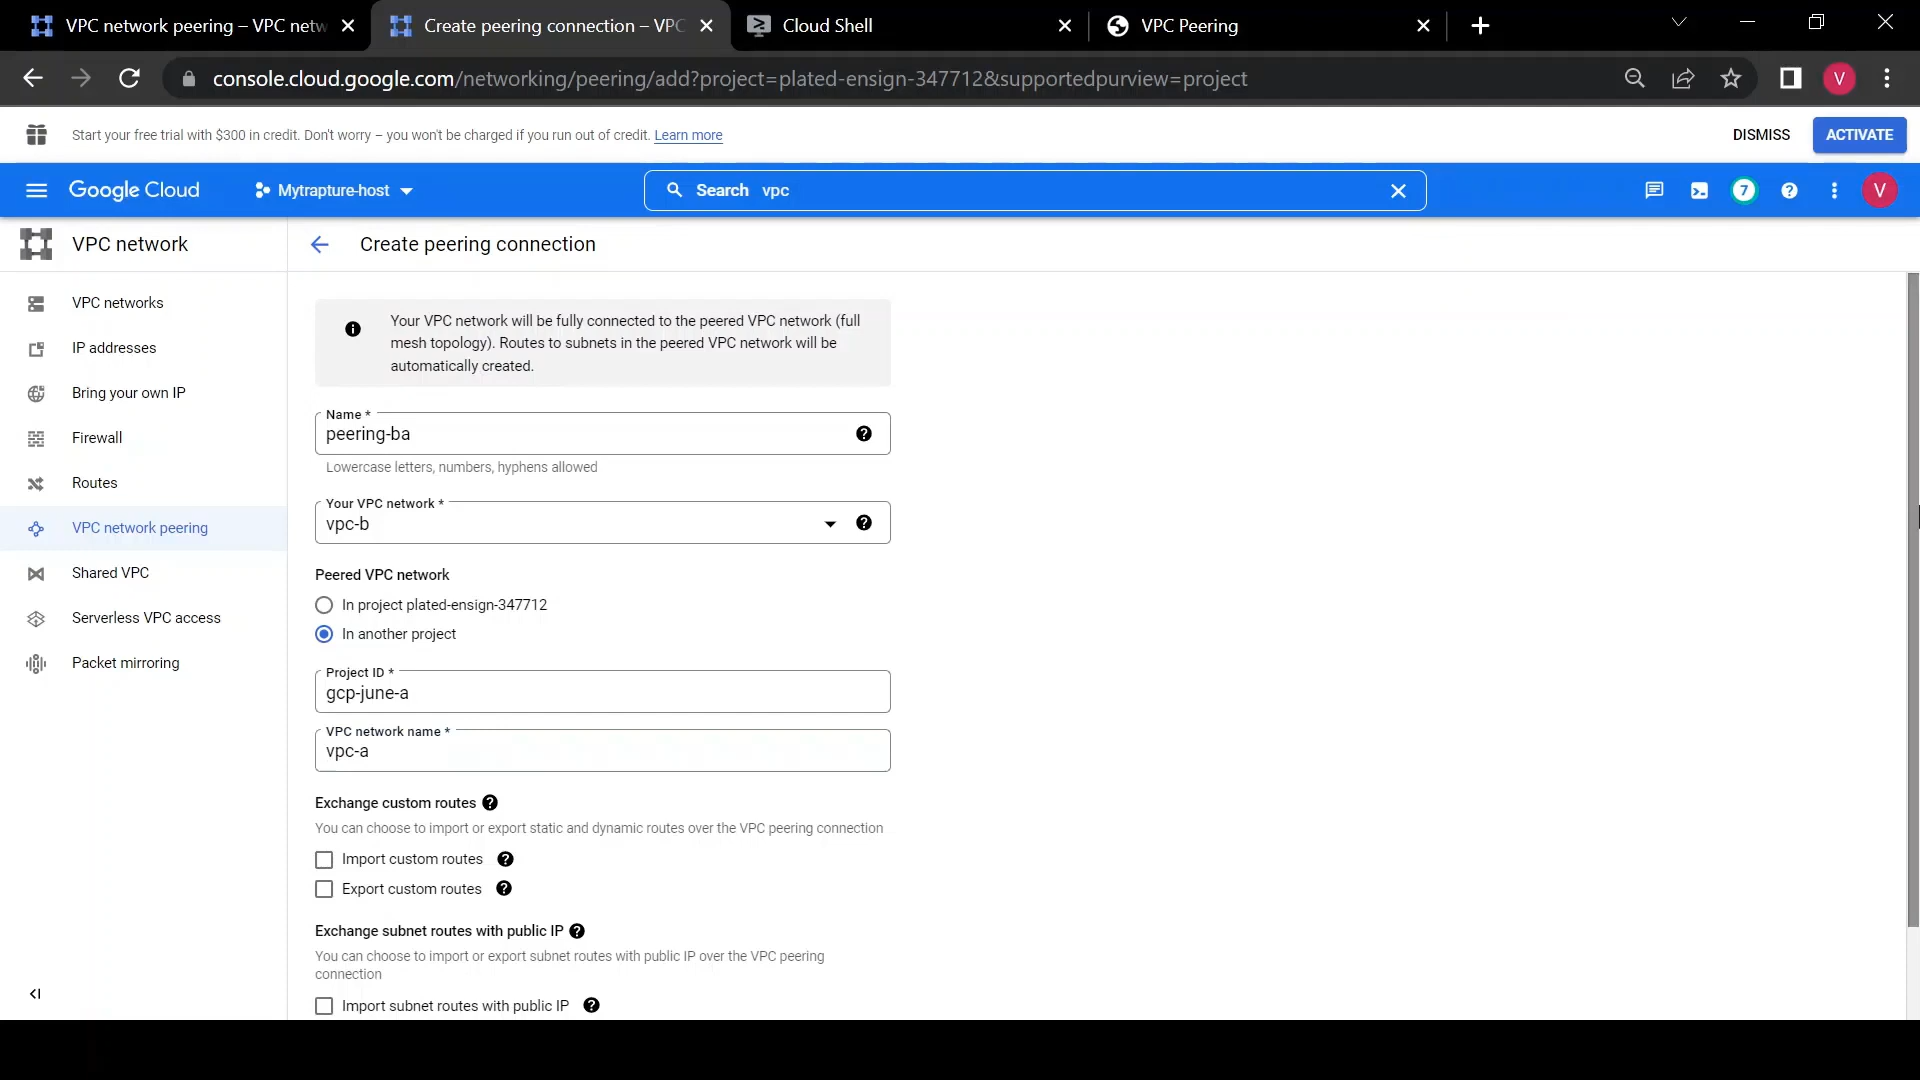 VPC network peering – VPC netw
Create peering connection – VPC
Cloud Shell
VPC Peering
console.cloud.google.com/networking/peering/add?project=plated-ensign-347712&supportedpurview=project
V
Start your free trial with $300 in credit. Don't worry – you won't be charged if you run out of credit. Learn more
DISMISS
ACTIVATE
Google Cloud
Mytrapture-host
Search vpc
7
V
VPC network
Create peering connection
VPC networks
IP addresses
Bring your own IP
Firewall
Routes
VPC network peering
Shared VPC
Serverless VPC access
Packet mirroring
Your VPC network will be fully connected to the peered VPC network (full
mesh topology). Routes to subnets in the peered VPC network will be
automatically created.
Name *
peering-ba
Lowercase letters, numbers, hyphens allowed
Your VPC network *
vpc-b
Peered VPC network
In project plated-ensign-347712
In another project
Project ID *
gcp-june-a
VPC network name *
vpc-a
Exchange custom routes
You can choose to import or export static and dynamic routes over the VPC peering connection
Import custom routes
Export custom routes
Exchange subnet routes with public IP
You can choose to import or export subnet routes with public IP over the VPC peering
connection
Import subnet routes with public IP